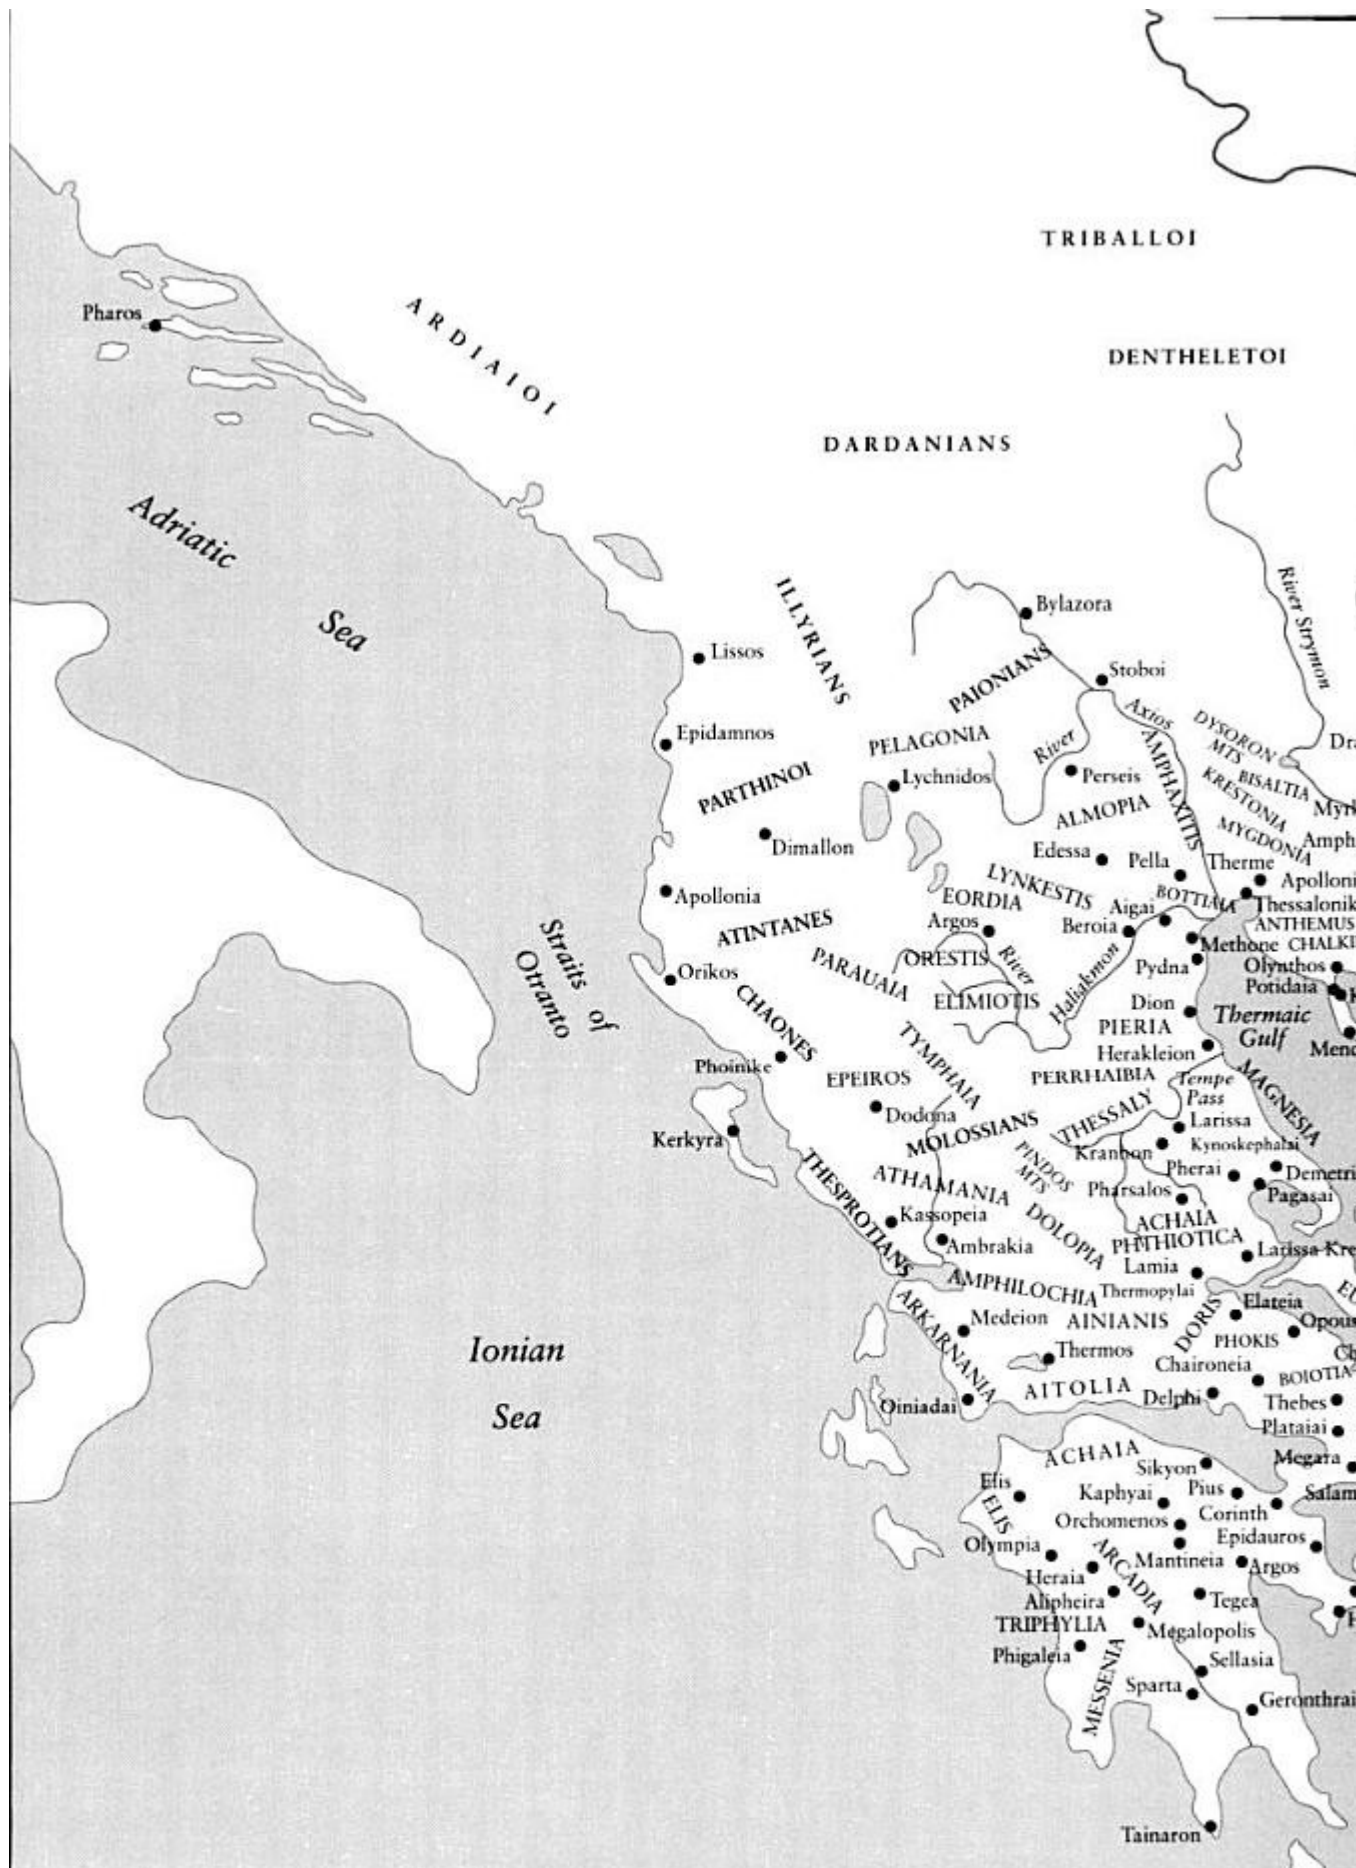 TRIBALLOI
Pharos
ARDIAIOI
DENTHELETOI
DARDANIANS
Adriatic
Sea
River Strymon
ILLYRIANS
Bylazora
Lissos
PAIONIANS
Stoboi
Axios
DYSORON
MTS
Epidamnos
PELAGONIA
River
AMPHAXITIS
Lychnidos
Perseis
BISALTIA
KRESTONIA
PARTHINOI
ALMOPIA
MYGDONIA
Dimallon
Edessa
Pella
Therme
LYNKESTIS
Apollonia
EORDIA
Aigai
BOTTIAIA
ATINTANES
Argos
Beroia
ANTHEMUS
Straits of
Otranto
ORESTIS
River
Haliakmon
Methone
Orikos
PARAUAIA
Pydna
Olynthos
ELIMIOTIS
Potidaia
CHAONES
Dion
Thermaic
Gulf
TYMPHAIA
PIERIA
Herakleion
Phoinike
EPEIROS
PERRHAIBIA
Tempe
Pass
MAGNESIA
Dodona
THESSALY
Larissa
Kerkyra
MOLOSSIANS
Krannon
Kynoskephalai
THESPROTIANS
ATHAMANIA
PINDOS
MTS
Pherai
Pharsalos
Pagasai
Kassopeia
DOLOPIA
ACHAIA
PHTHIOTICA
Ambrakia
Lamia
AMPHILOCHIA
Thermopylai
ARKARNANIA
DORIS
Elateia
Medeion
AINIANIS
PHOKIS
Ionian
Sea
Thermos
Chaironeia
BOIOTIA
AITOLIA
Delphi
Oiniadai
Thebes
Plataiai
ACHAIA
Megara
Sikyon
Elis
ELIS
Kaphyai
Pius
Orchomenos
Corinth
Epidauros
Olympia
ARCADIA
Mantineia
Argos
Heraia
Alipheira
Tegea
TRIPHYLIA
Megalopolis
Phigaleia
MESSENIA
Sellasia
Sparta
Geronthrai
Tainaron